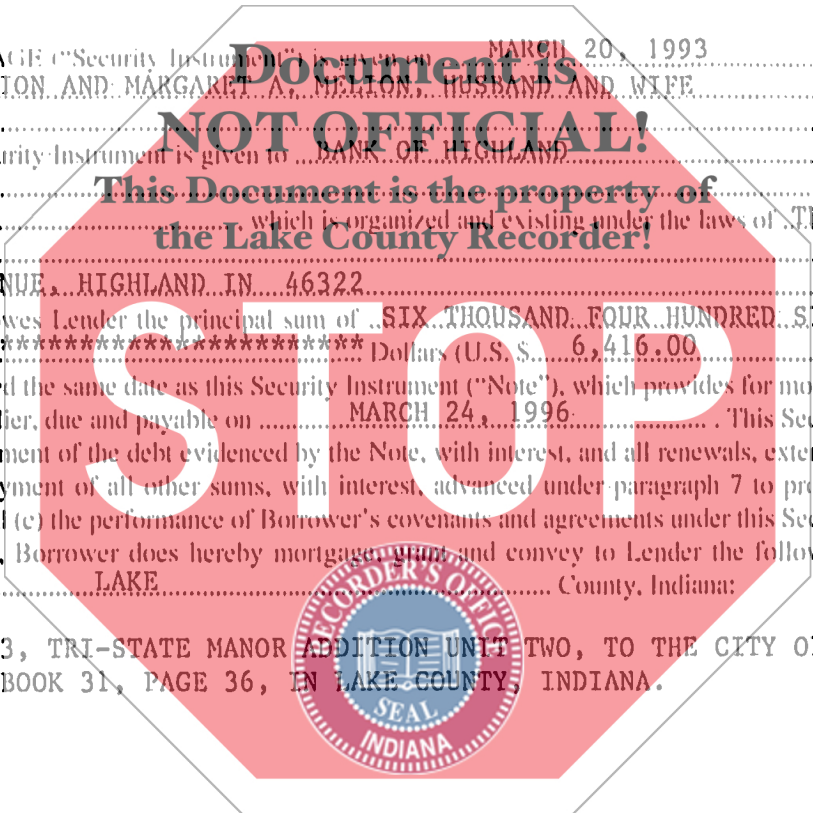 GE ("Security Instrument") is given on MARCH 20, 1993
Document is
ION AND MARGARET A. MELION, HUSBAND AND WIFE
NOT OFFICIAL!
rity Instrument is given to BANK OF HIGHLAND
This Document is the property of
which is organized and existing under the laws of
the Lake County Recorder!
NUE, HIGHLAND IN 46322
wes Lender the principal sum of SIX THOUSAND FOUR HUNDRED S
*********************** Dollars (U.S. $ 6,416.00
STOP
d the same date as this Security Instrument ("Note"), which provides for mo
lier, due and payable on MARCH 24, 1996 . This Sec
ment of the debt evidenced by the Note, with interest, and all renewals, exte
yment of all other sums, with interest, advanced under paragraph 7 to pro
(c) the performance of Borrower's covenants and agreements under this Sec
, Borrower does hereby mortgage, grant and convey to Lender the follow
LAKE County, Indiana:
RECORDER'S OFFICE
3, TRI-STATE MANOR ADDITION UNIT TWO, TO THE CITY O
BOOK 31, PAGE 36, IN LAKE COUNTY, INDIANA.
SEAL
INDIANA